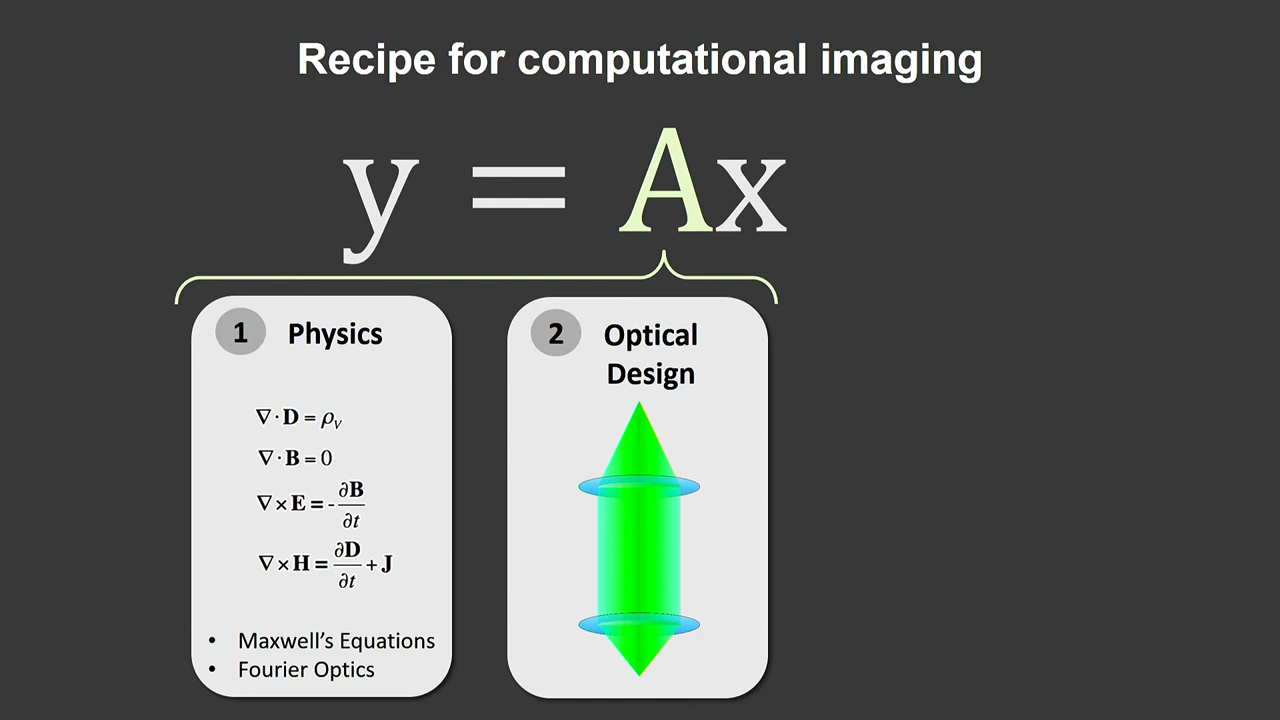 Recipe for computational imaging
y = Ax
1 Physics
∇ · D = ρV
∇ · B = 0
∇ × E = - ∂B/∂t
∇ × H = ∂D/∂t + J
• Maxwell’s Equations
• Fourier Optics
2 Optical
Design